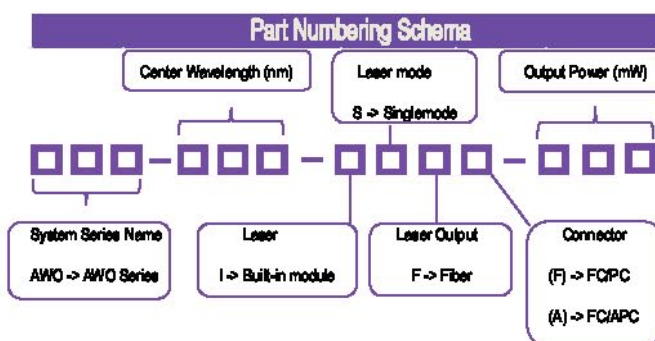 Part Numbering Schema
Center Wavelength (nm)
Laser mode
S -> Singlemode
Output Power (mW)
System Series Name
AWO -> AWO Series
Laser
I -> Built-in module
Laser Output
F -> Fiber
Connector
(F) -> FC/PC
(A) -> FC/APC